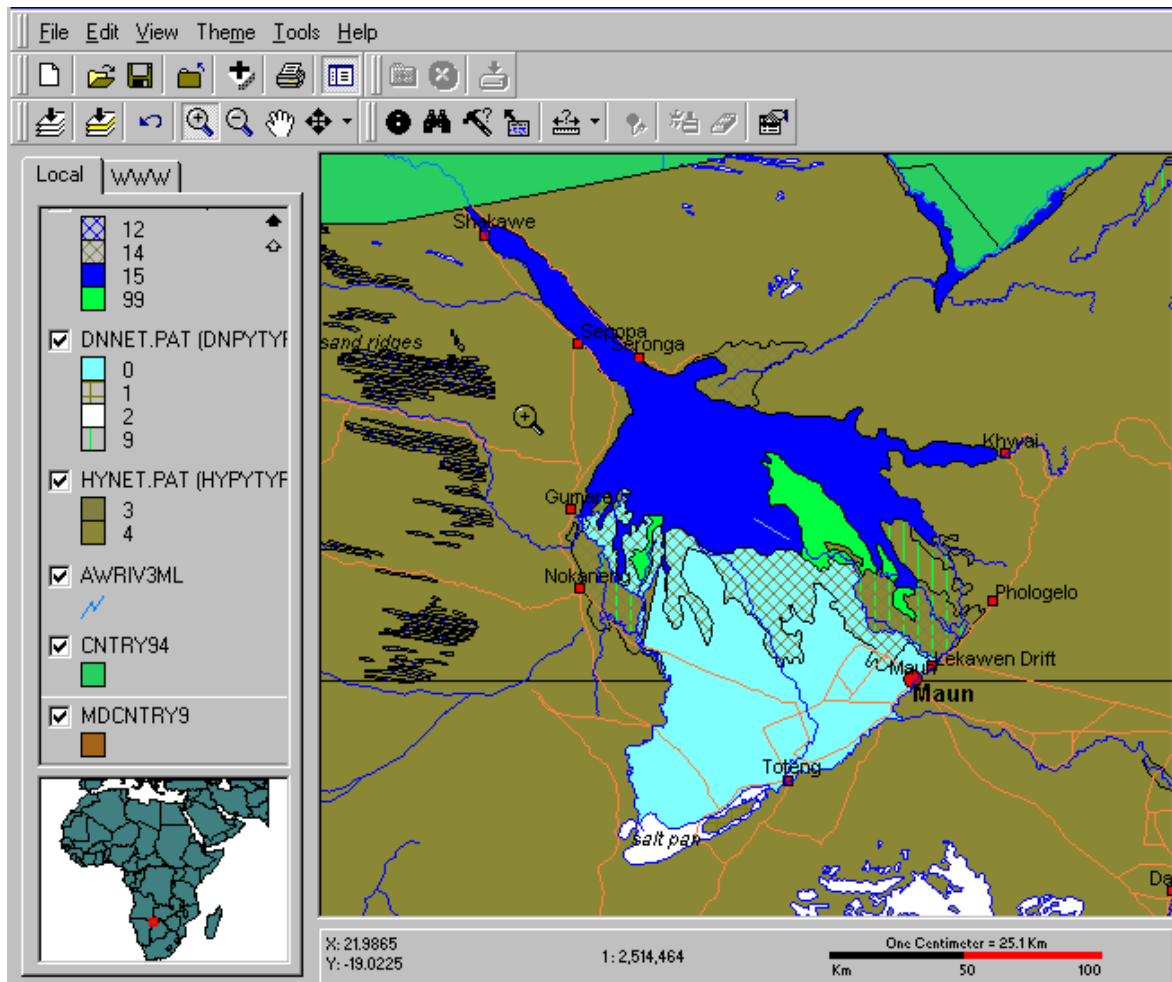 File Edit View Theme Tools Help
Local WWW
12
14
15
99
DNNET.PAT (DNPYTYF
0
1
2
9
HYNET.PAT (HYPYTYF
3
4
AWRIV3ML
CNTRY94
MDCNTRY9
Shakawe
Sepopa
sand ridges
Seronga
Khwai
Gumare
Nokaneng
Phologelo
Lekawen Drift
Maun
Maun
Toteng
salt pan
Da
X: 21.9865
Y: -19.0225
1: 2,514,464
One Centimeter = 25.1 Km
Km 50 100